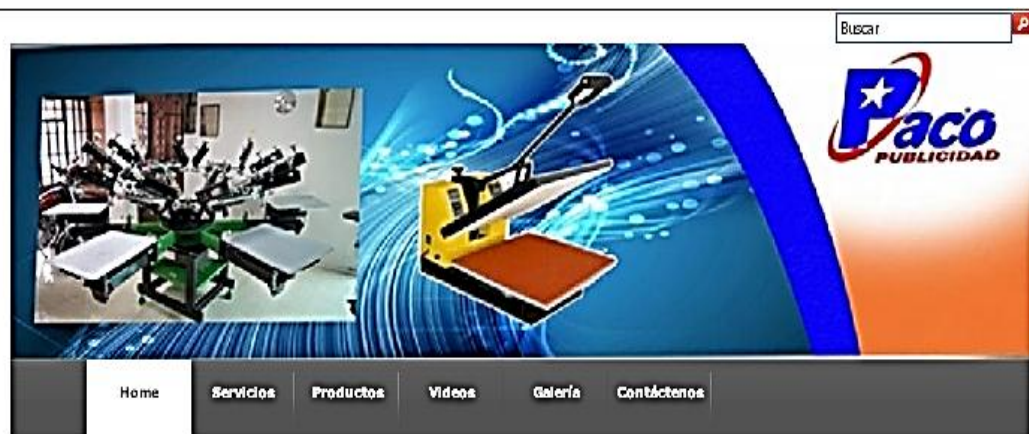 Buscar
Paco
PUBLICIDAD
Home Servicios Productos Videos Galería Contáctenos